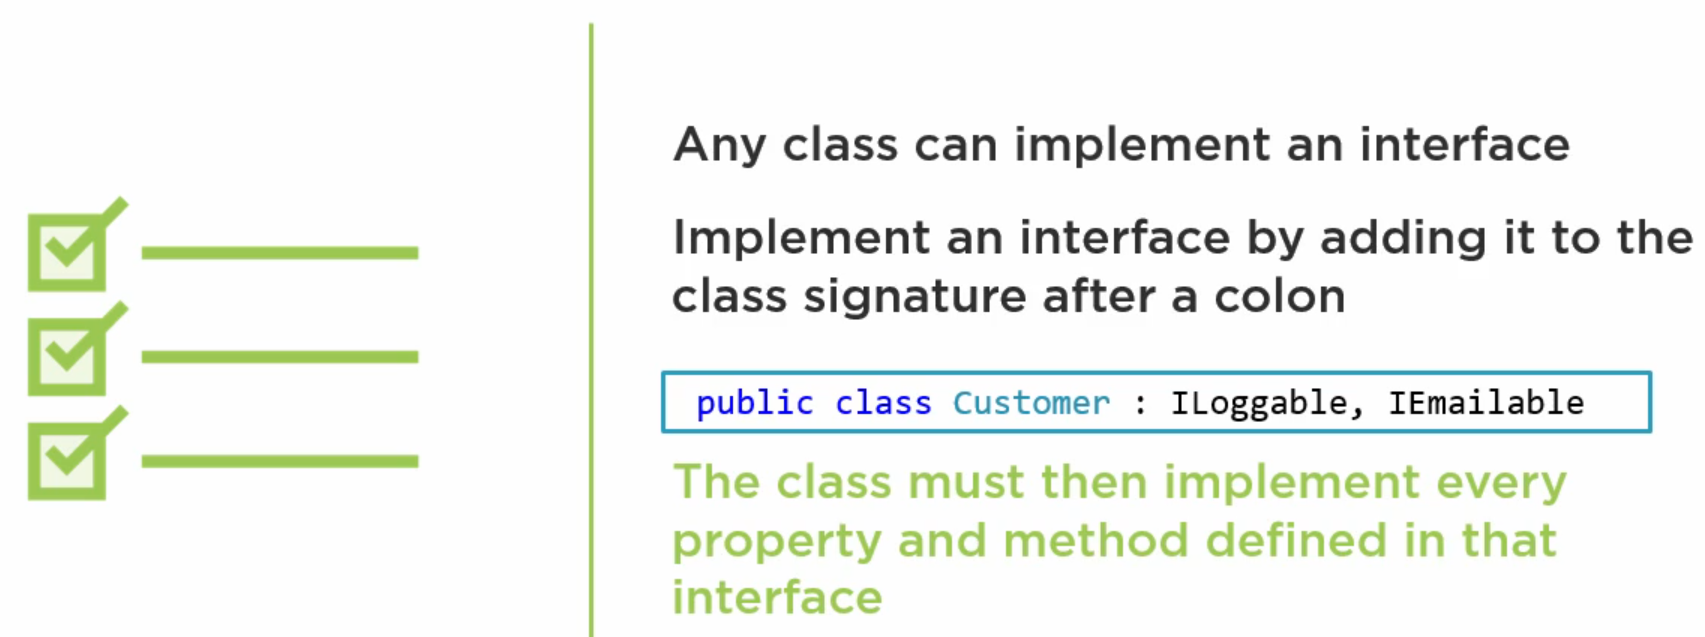 Any class can implement an interface
Implement an interface by adding it to the
class signature after a colon
public class Customer : ILoggable, IEmailable
The class must then implement every
property and method defined in that
interface